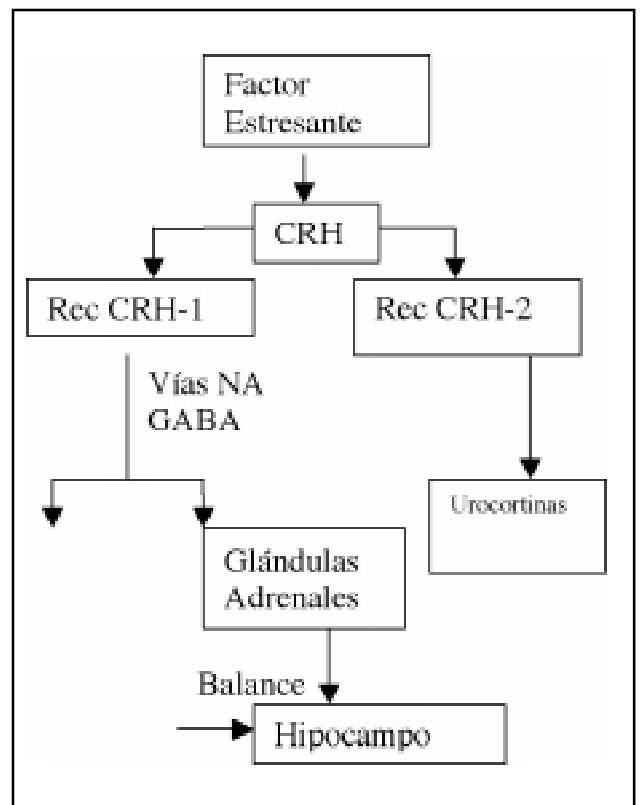 Factor
Estresante
CRH
Rec CRH-1
Rec CRH-2
Vías NA
GABA
Urocortinas
Glándulas
Adrenales
Balance
Hipocampo